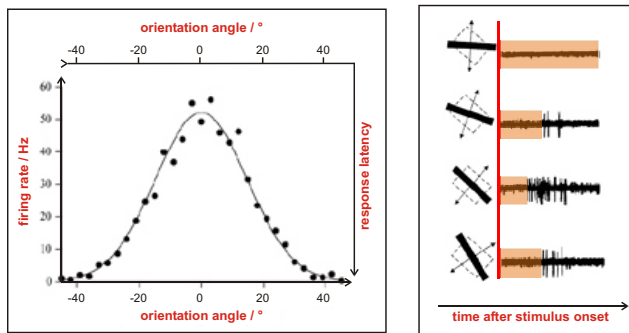 orientation angle / °
-40 -20 0 20 40
firing rate / Hz
60
50
40
30
20
10
0
response latency
-40 -20 0 20 40
orientation angle / °
time after stimulus onset